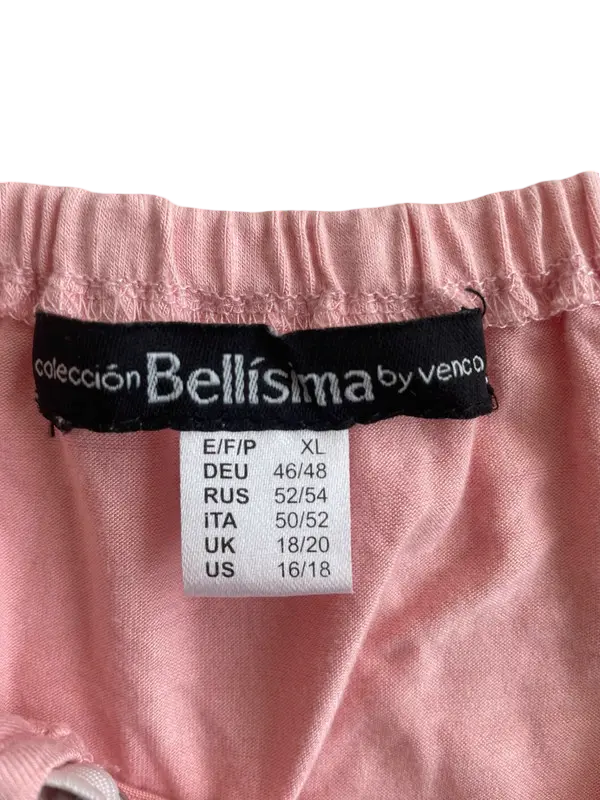 colección Bellísima by venca
E/F/P XL
DEU 46/48
RUS 52/54
iTA 50/52
UK 18/20
US 16/18